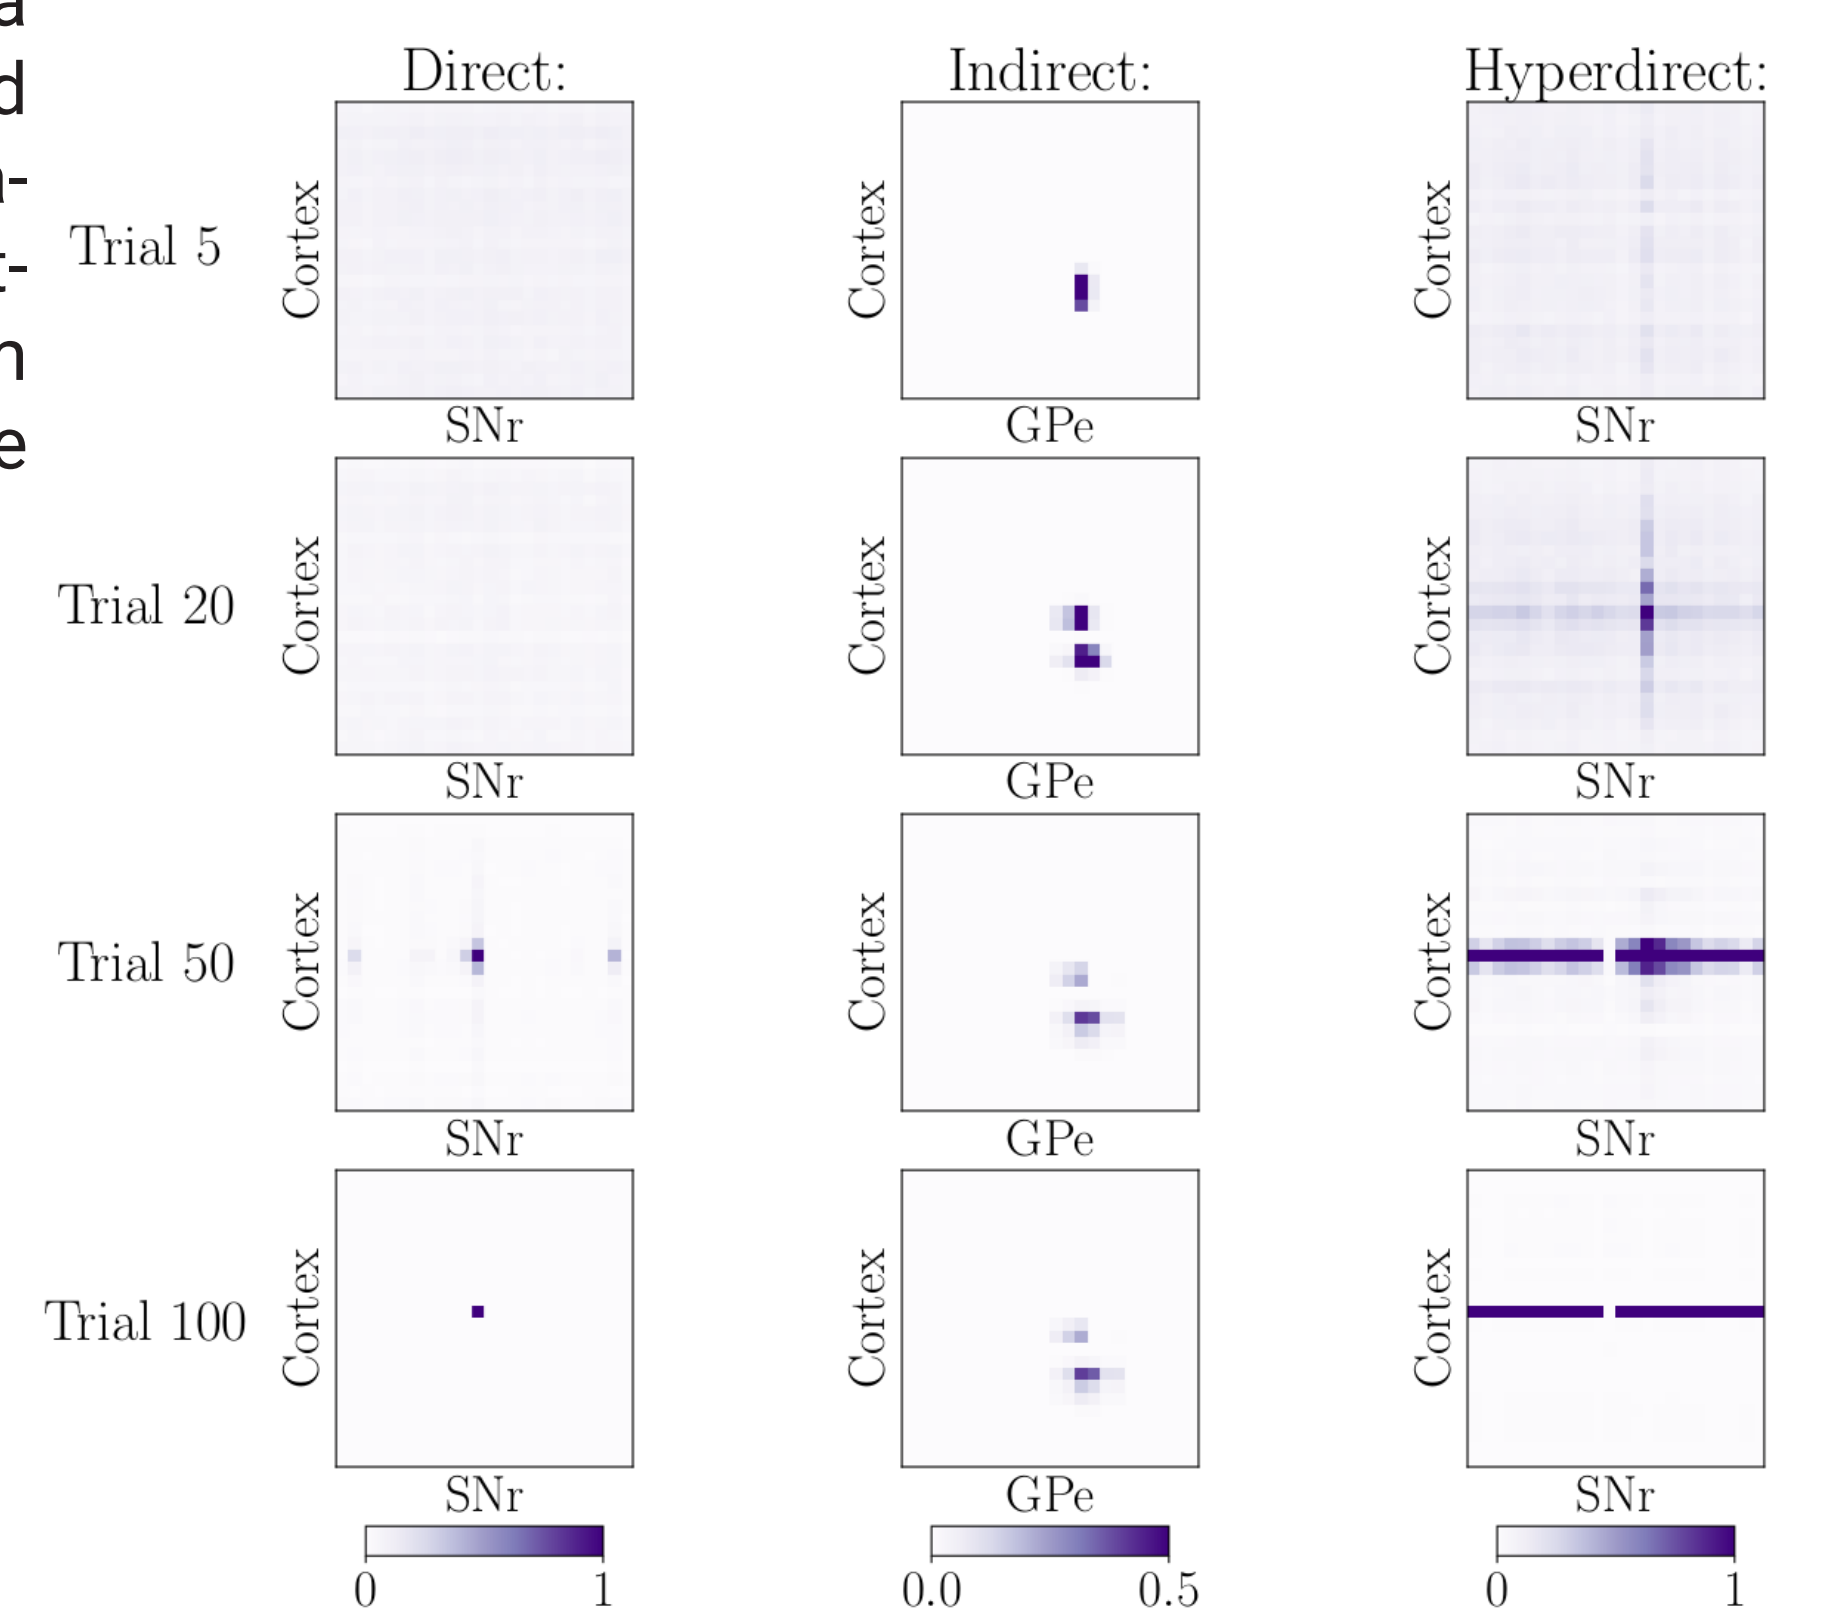 a
d
a-
t-
n
e
Direct: Indirect: Hyperdirect:
Trial 5
Cortex Cortex Cortex
SNr GPe SNr
Trial 20
Cortex Cortex Cortex
SNr GPe SNr
Trial 50
Cortex Cortex Cortex
SNr GPe SNr
Trial 100
Cortex Cortex Cortex
SNr GPe SNr
0 1 0.0 0.5 0 1